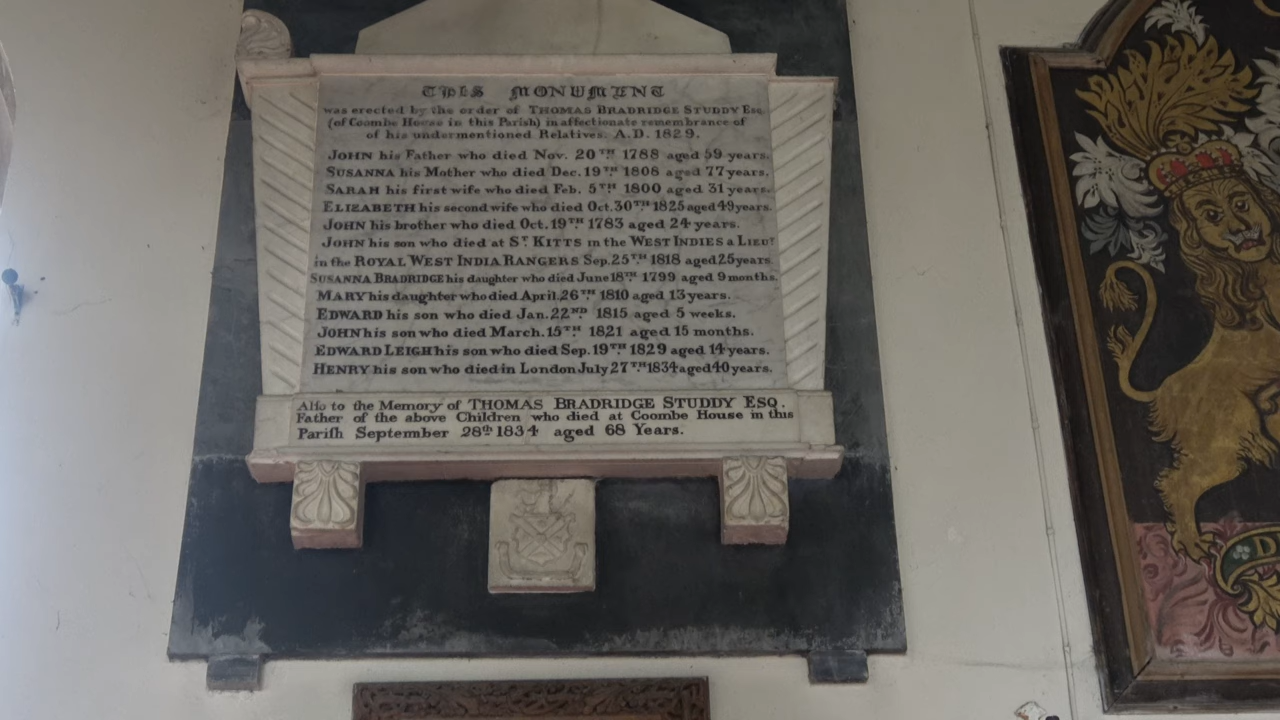 THIS MONUMENT
was erected by the order of THOMAS BRADRIDGE STUDDY Esq.
(of Coombe House in this Parish) in affectionate remembrance of
of his undermentioned Relatives. A.D. 1829.
JOHN his Father who died Nov. 20TH 1788 aged 59 years.
SUSANNA his Mother who died Dec. 19TH 1808 aged 77 years.
SARAH his first wife who died Feb. 5TH 1800 aged 31 years.
ELIZABETH his second wife who died Oct. 30TH 1825 aged 49 years.
JOHN his brother who died Oct. 19TH 1783 aged 24 years.
JOHN his son who died at ST KITTS in the WEST INDIES a LIEUT
in the ROYAL WEST INDIA RANGERS Sep. 25TH 1818 aged 25 years
SUSANNA BRADRIDGE his daughter who died June 18TH 1799 aged 9 months.
MARY his daughter who died April. 26TH 1810 aged 13 years.
EDWARD his son who died Jan. 22ND 1815 aged 5 weeks.
JOHN his son who died March. 15TH 1821 aged 15 months.
EDWARD LEIGH his son who died Sep. 19TH 1829 aged 14 years.
HENRY his son who died in London July 27TH 1834 aged 40 years.
Alſo to the Memory of THOMAS BRADRIDGE STUDDY ESQ.
Father of the above Children who died at Coombe House in this
Pariſh September 28th 1834 aged 68 Years.
D